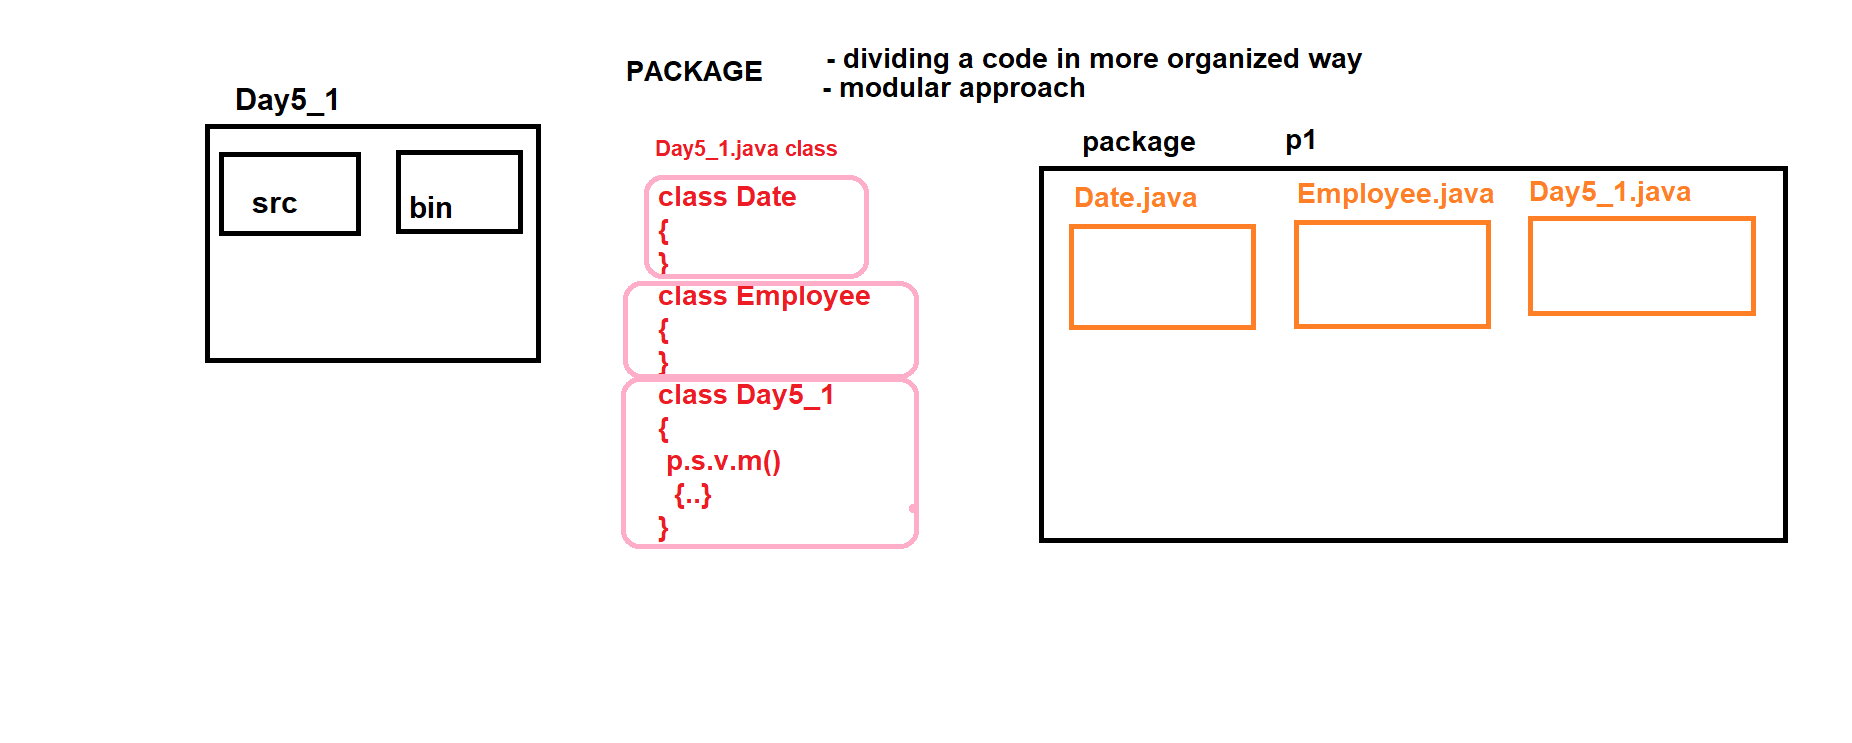 Day5_1
src
bin
PACKAGE
- dividing a code in more organized way
- modular approach
Day5_1.java class
class Date
{
}
class Employee
{
}
class Day5_1
{
p.s.v.m()
{..}
}
package p1
Date.java
Employee.java
Day5_1.java